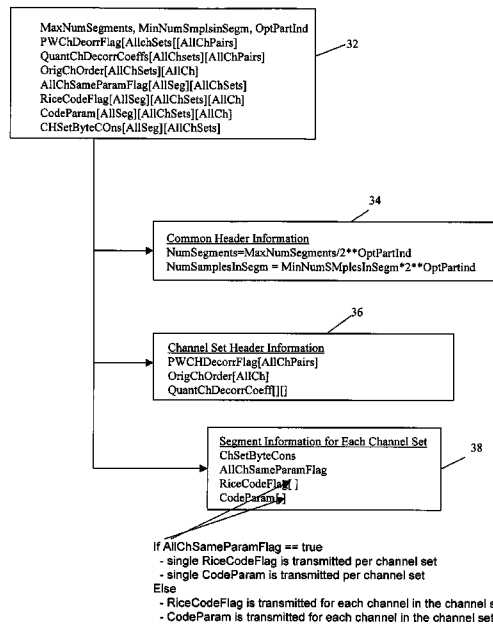 MaxNumSegments, MinNumSmplsinSegm, OptPartInd
PWChDeorrFlag[AllchSets[[AllChPairs]
QuantChDecorrCoeffs[AllChsets][AllChPairs]
OrigChOrder[AllChSets][AllCh]
AllChSameParamFlag[AllSeg][AllChSets]
RiceCodeFlag[AllSeg][AllChSets][AllCh]
CodeParam[AllSeg][AllChSets][AllCh]
CHSetByteCOns[AllSeg][AllChSets]
32
34
Common Header Information
NumSegments=MaxNumSegments/2**OptPartInd
NumSamplesInSegm = MinNumSMplesInSegm*2**OptPartind
36
Channel Set Header Information
PWCHDecorrFlag[AllChPairs]
OrigChOrder[AllCh]
QuantChDecorrCoeff[][]
38
Segment Information for Each Channel Set
ChSetByteCons
AllChSameParamFlag
RiceCodeFlag[ ]
CodeParam[ ]
If AllChSameParamFlag == true
- single RiceCodeFlag is transmitted per channel set
- single CodeParam is transmitted per channel set
Else
- RiceCodeFlag is transmitted for each channel in the channel s
- CodeParam is transmitted for each channel in the channel set